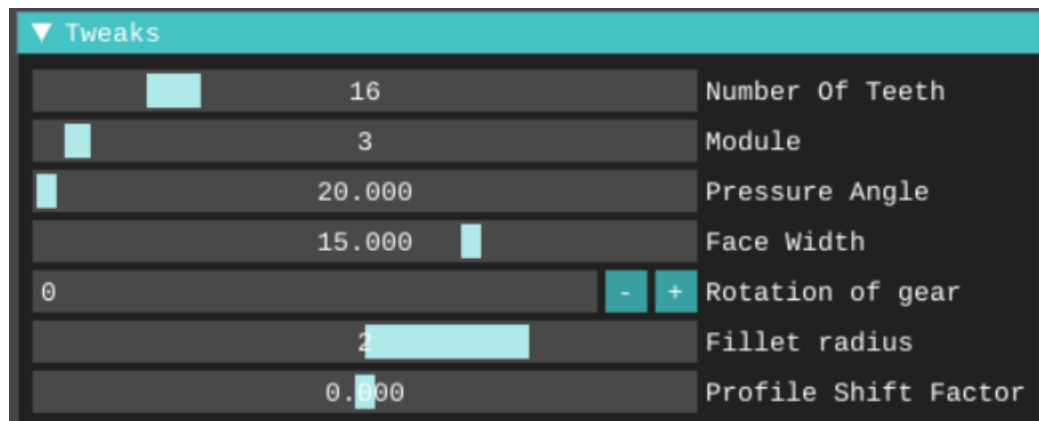 ▼ Tweaks
16 Number Of Teeth
3 Module
20.000 Pressure Angle
15.000 Face Width
0 - + Rotation of gear
2 Fillet radius
0.000 Profile Shift Factor